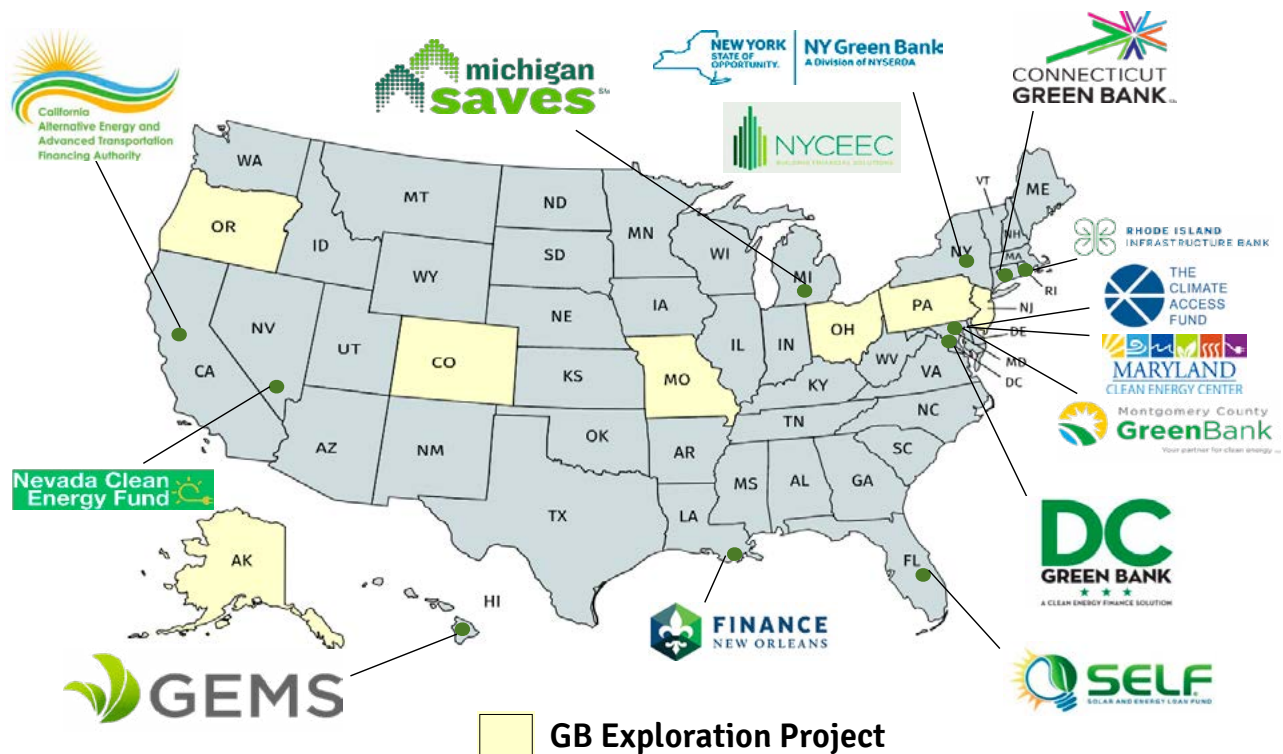 California
Alternative Energy and
Advanced Transportation
Financing Authority
michigan
saves
SM
NEW YORK
STATE OF
OPPORTUNITY.
NY Green Bank
A Division of NYSERDA
NYCEEC
BUILDING FINANCIAL SOLUTIONS
CONNECTICUT
GREEN BANK
SM
RHODE ISLAND
INFRASTRUCTURE BANK
THE
CLIMATE
ACCESS
FUND
MARYLAND
CLEAN ENERGY CENTER
Montgomery County
GreenBank
Your partner for clean energy
DC
GREEN BANK
A CLEAN ENERGY FINANCE SOLUTION
SELF
SOLAR AND ENERGY LOAN FUND
FINANCE
NEW ORLEANS
Nevada Clean
Energy Fund
GEMS
WA
OR
CA
NV
ID
MT
WY
UT
CO
AZ
NM
ND
SD
NE
KS
OK
TX
MN
IA
MO
AR
LA
WI
IL
MI
IN
OH
KY
TN
MS
AL
GA
FL
SC
NC
VA
WV
PA
NY
VT
NH
ME
MA
RI
NJ
DE
MD
DC
AK
HI
GB Exploration Project